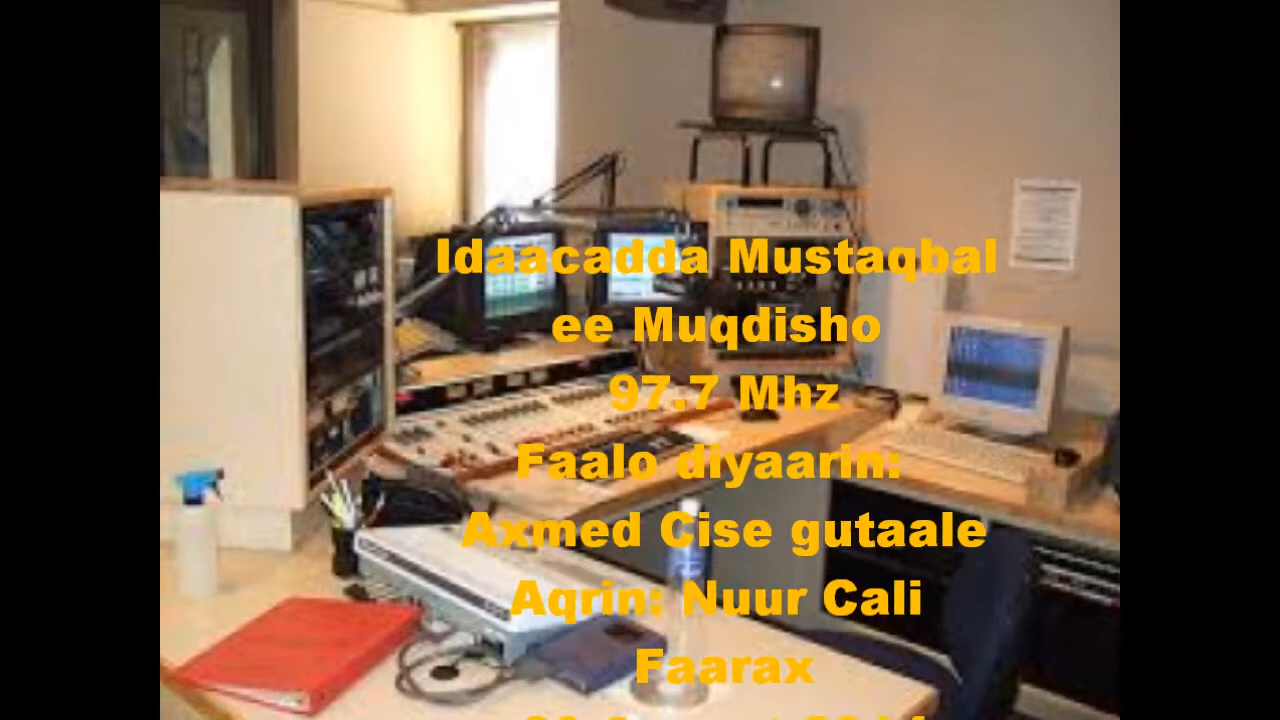 Idaacadda Mustaqbal
ee Muqdisho
97.7 Mhz
Faalo diyaarin:
Axmed Cise gutaale
Aqrin: Nuur Cali
Faarax